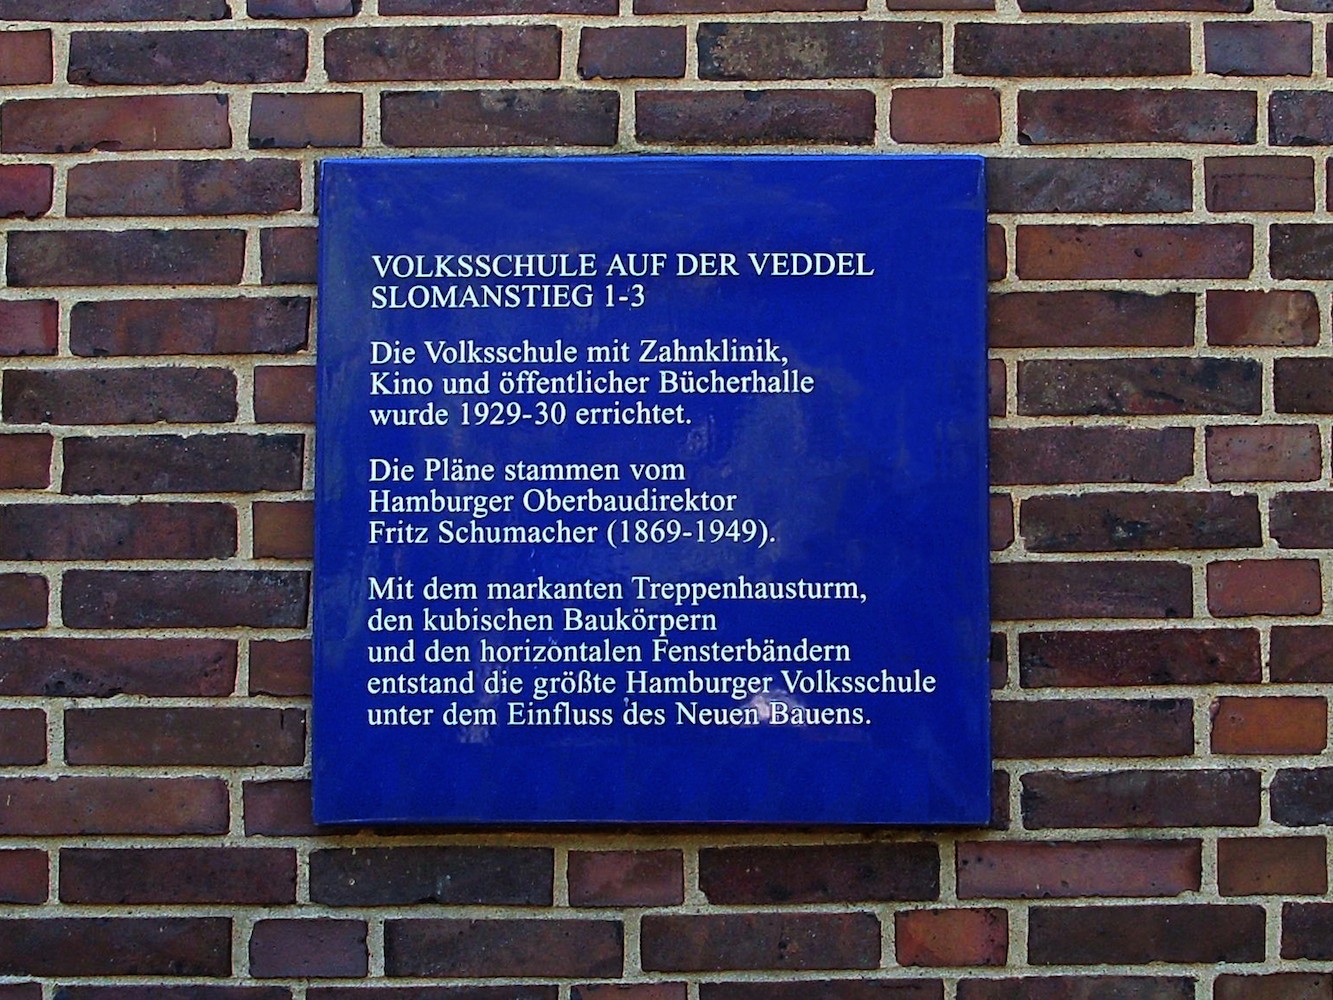 VOLKSSCHULE AUF DER VEDDEL
SLOMANSTIEG 1-3
Die Volksschule mit Zahnklinik,
Kino und öffentlicher Bücherhalle
wurde 1929-30 errichtet.
Die Pläne stammen vom
Hamburger Oberbaudirektor
Fritz Schumacher (1869-1949).
Mit dem markanten Treppenhausturm,
den kubischen Baukörpern
und den horizontalen Fensterbändern
entstand die größte Hamburger Volksschule
unter dem Einfluss des Neuen Bauens.